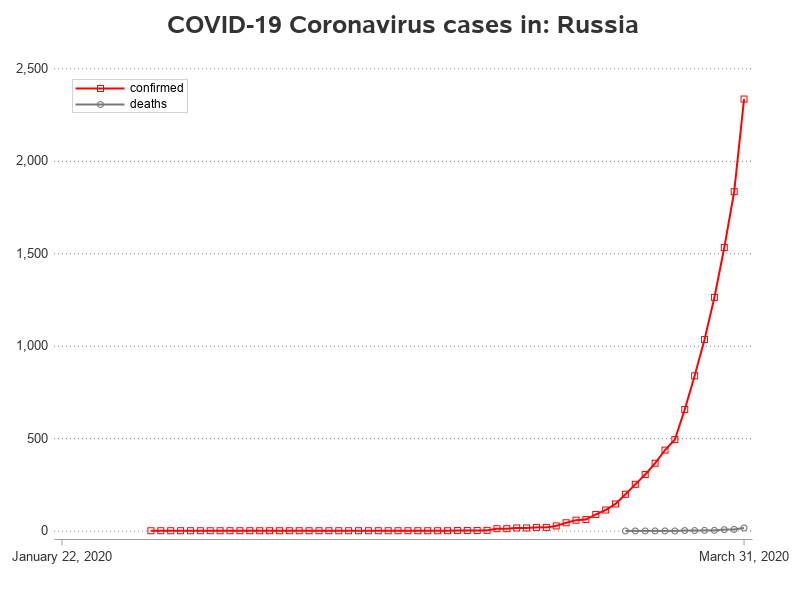 COVID-19 Coronavirus cases in: Russia
2,500
confirmed
deaths
2,000
1,500
1,000
500
0
January 22, 2020
March 31, 2020